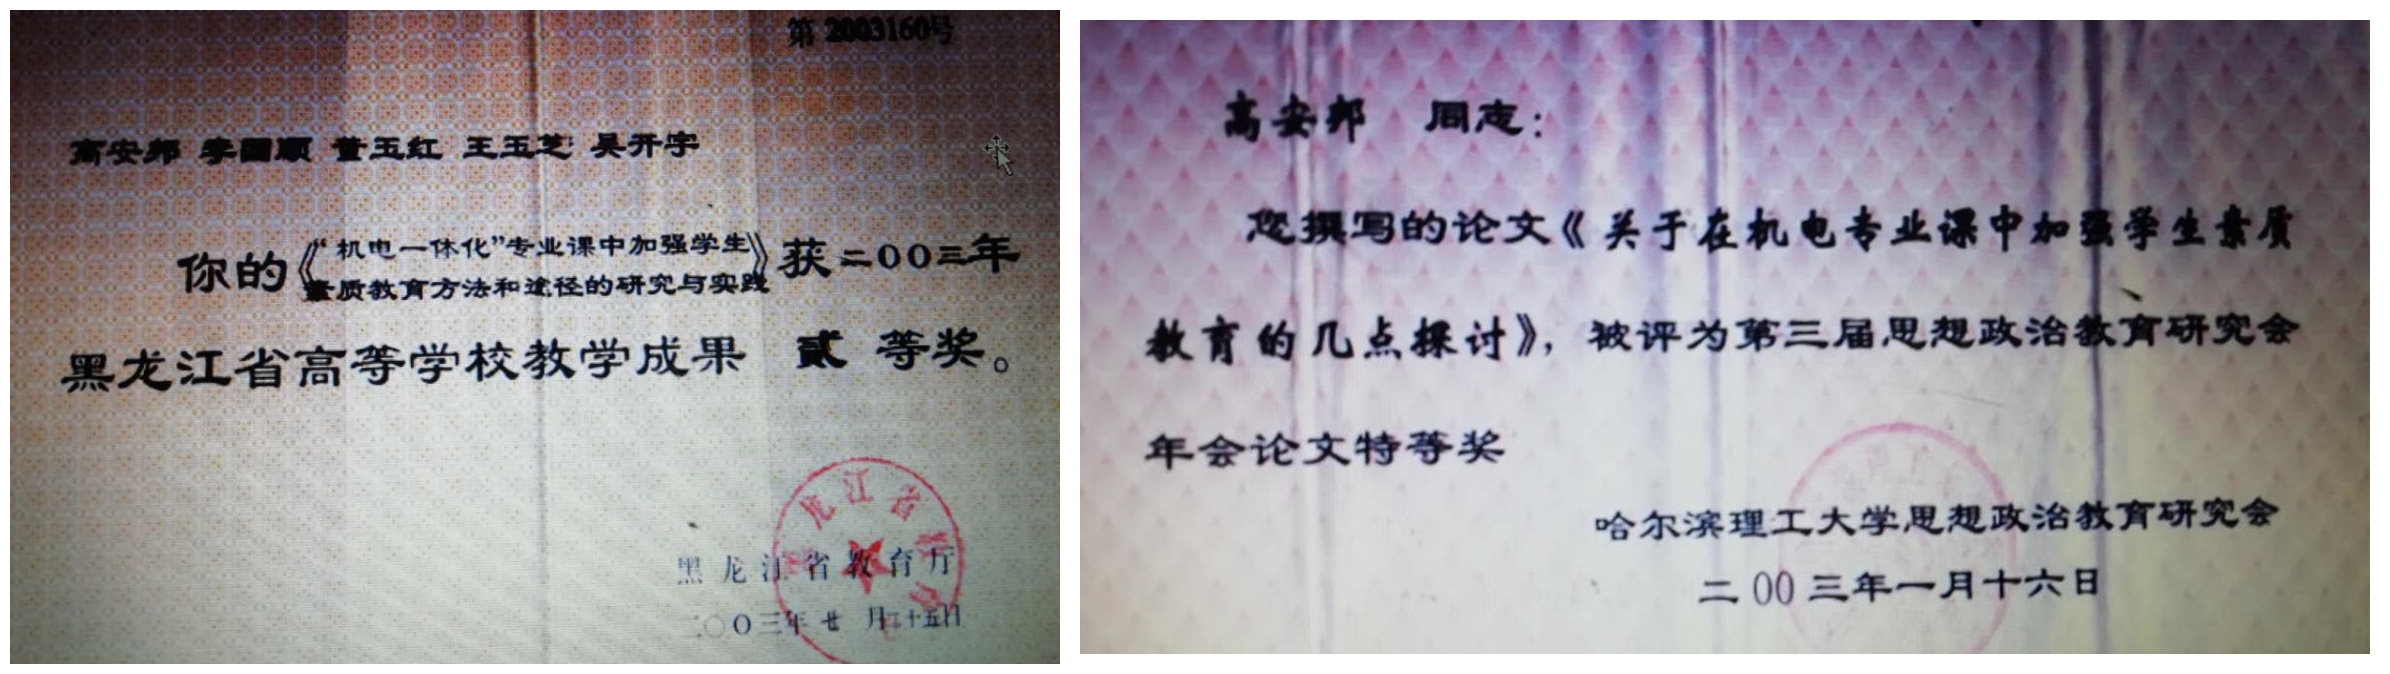 第 2003160号
高安邦 李国顺 董玉红 王玉芝 吴开宇
你的《“机电一体化”专业课中加强学生
素质教育方法和途径的研究与实践》获二OO三年
黑龙江省高等学校教学成果 贰 等奖。
龙江省
黑龙江省教育厅
二〇O三年 月二十五日
高安邦 同志：
您撰写的论文《关于在机电专业课中加强学生素质
教育的几点探讨》，被评为第三届思想政治教育研究会
年会论文特等奖
哈尔滨理工大学思想政治教育研究会
二00三年一月十六日